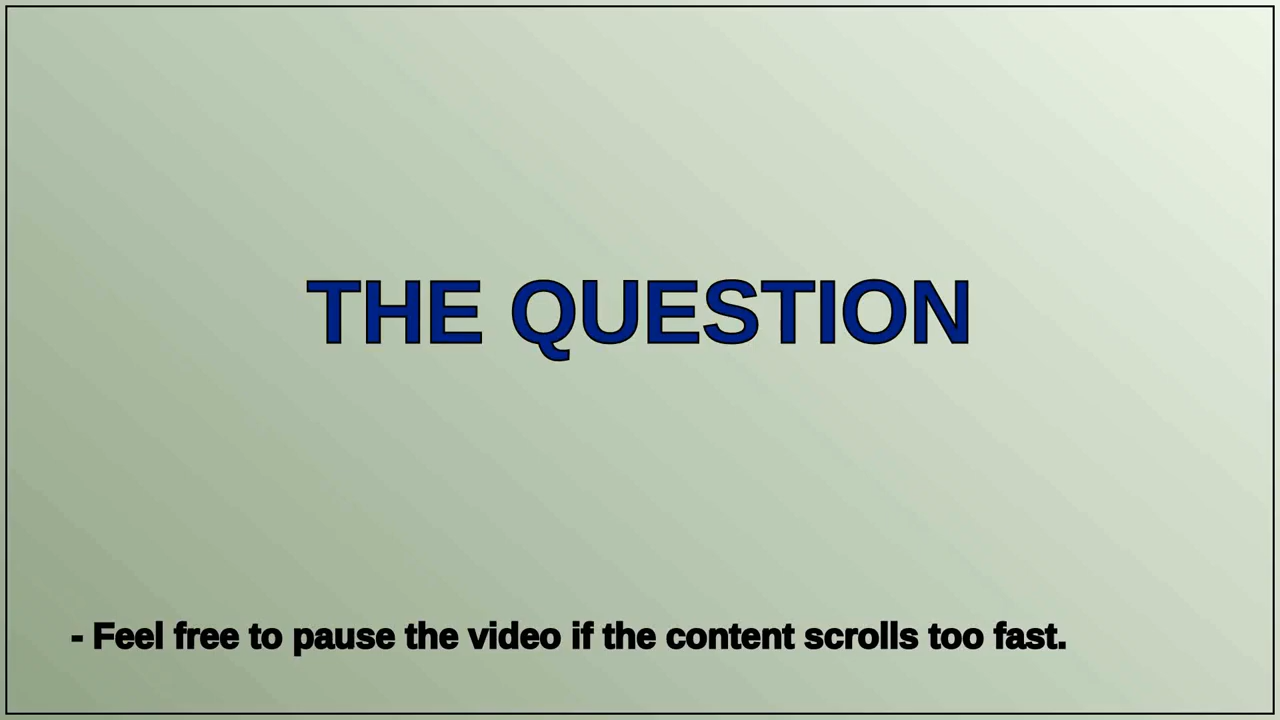 THE QUESTION
- Feel free to pause the video if the content scrolls too fast.